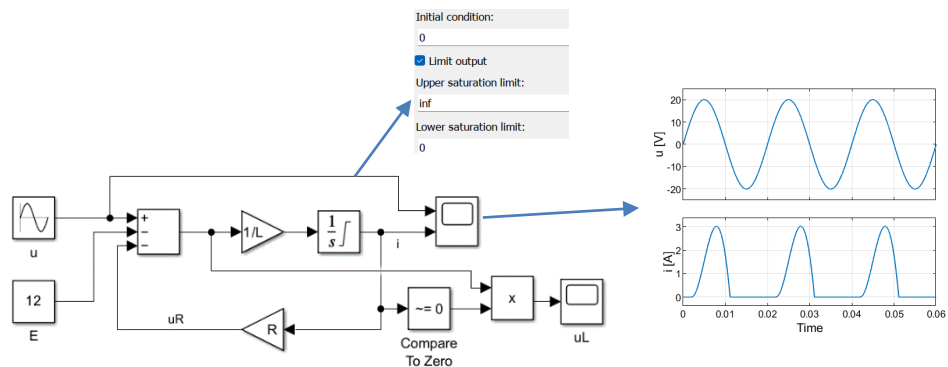 Initial condition:
0
Limit output
Upper saturation limit:
inf
Lower saturation limit:
0
u
12
E
+
−
−
1/L
1
s
i
uR
R
~= 0
Compare
To Zero
x
uL
u [V]
20
10
0
-10
-20
i [A]
3
2
1
0
0 0.01 0.02 0.03 0.04 0.05 0.06
Time